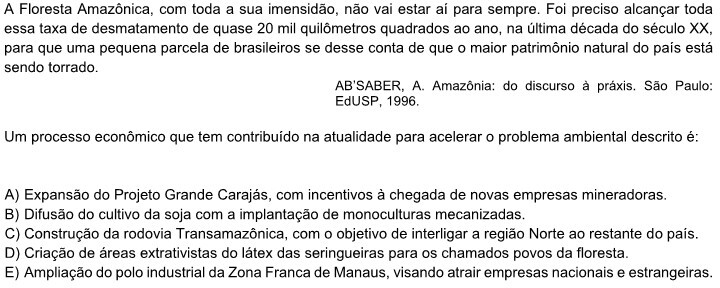 A Floresta Amazônica, com toda a sua imensidão, não vai estar aí para sempre. Foi preciso alcançar toda
essa taxa de desmatamento de quase 20 mil quilômetros quadrados ao ano, na última década do século XX,
para que uma pequena parcela de brasileiros se desse conta de que o maior patrimônio natural do país está
sendo torrado.
AB'SABER, A. Amazônia: do discurso à práxis. São Paulo:
EdUSP, 1996.
Um processo econômico que tem contribuído na atualidade para acelerar o problema ambiental descrito é:
A) Expansão do Projeto Grande Carajás, com incentivos à chegada de novas empresas mineradoras.
B) Difusão do cultivo da soja com a implantação de monoculturas mecanizadas.
C) Construção da rodovia Transamazônica, com o objetivo de interligar a região Norte ao restante do país.
D) Criação de áreas extrativistas do látex das seringueiras para os chamados povos da floresta.
E) Ampliação do polo industrial da Zona Franca de Manaus, visando atrair empresas nacionais e estrangeiras.